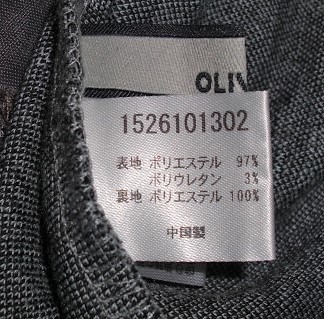 1526101302
表地 ポリエステル 97%
ポリウレタン 3%
裏地 ポリエステル 100%
中国製